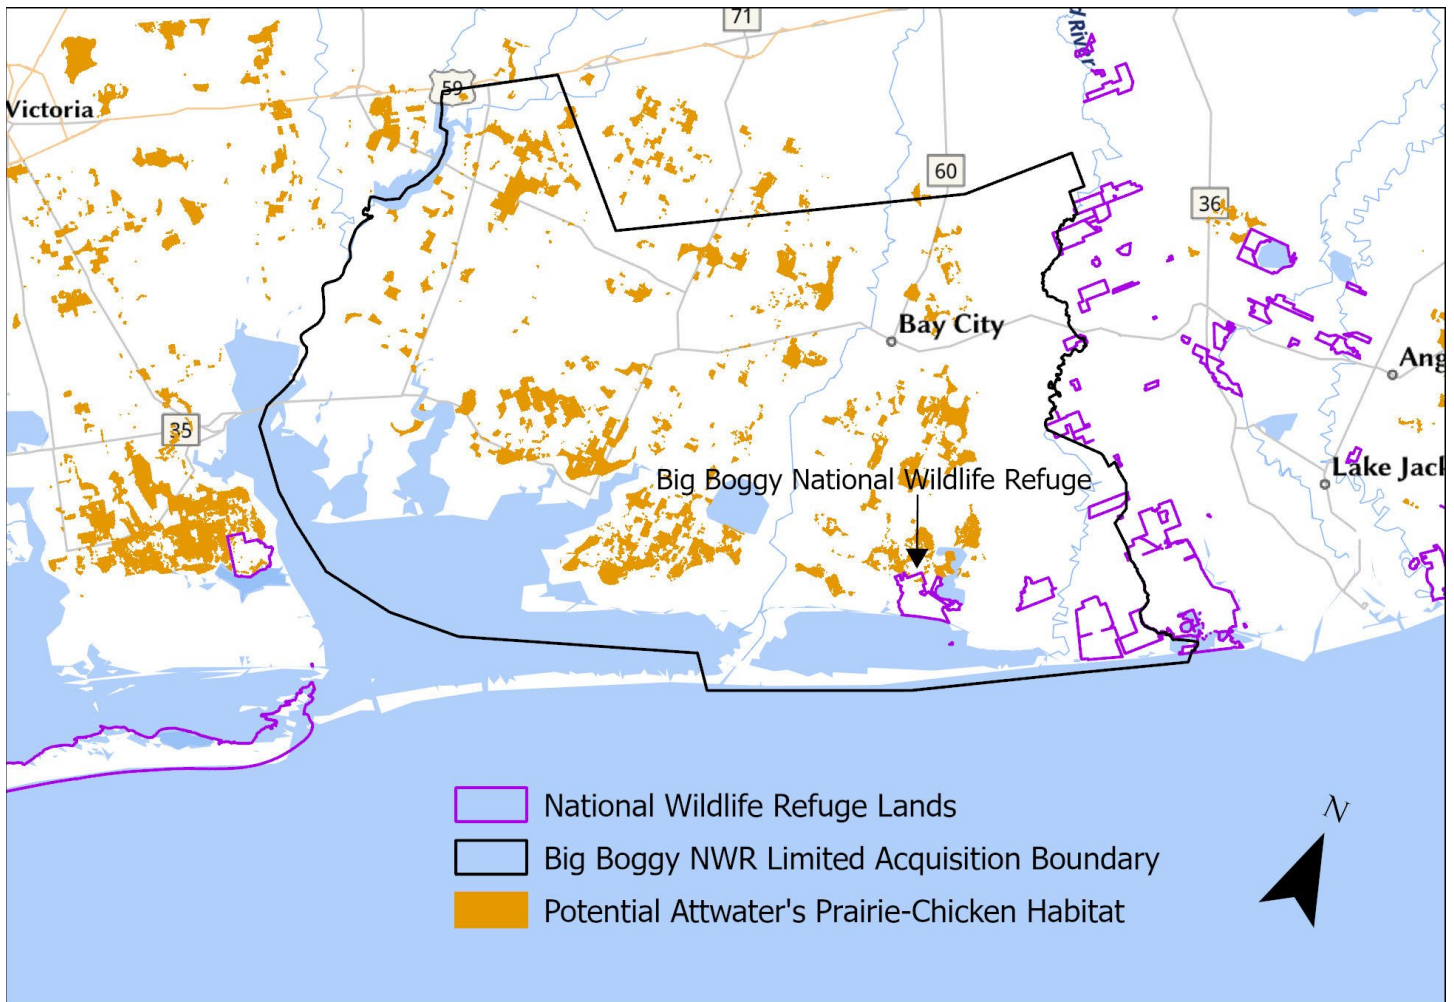 71
d River
59
Victoria
60
36
Bay City
Ang
35
Lake Jack
Big Boggy National Wildlife Refuge
National Wildlife Refuge Lands
N
Big Boggy NWR Limited Acquisition Boundary
Potential Attwater's Prairie-Chicken Habitat